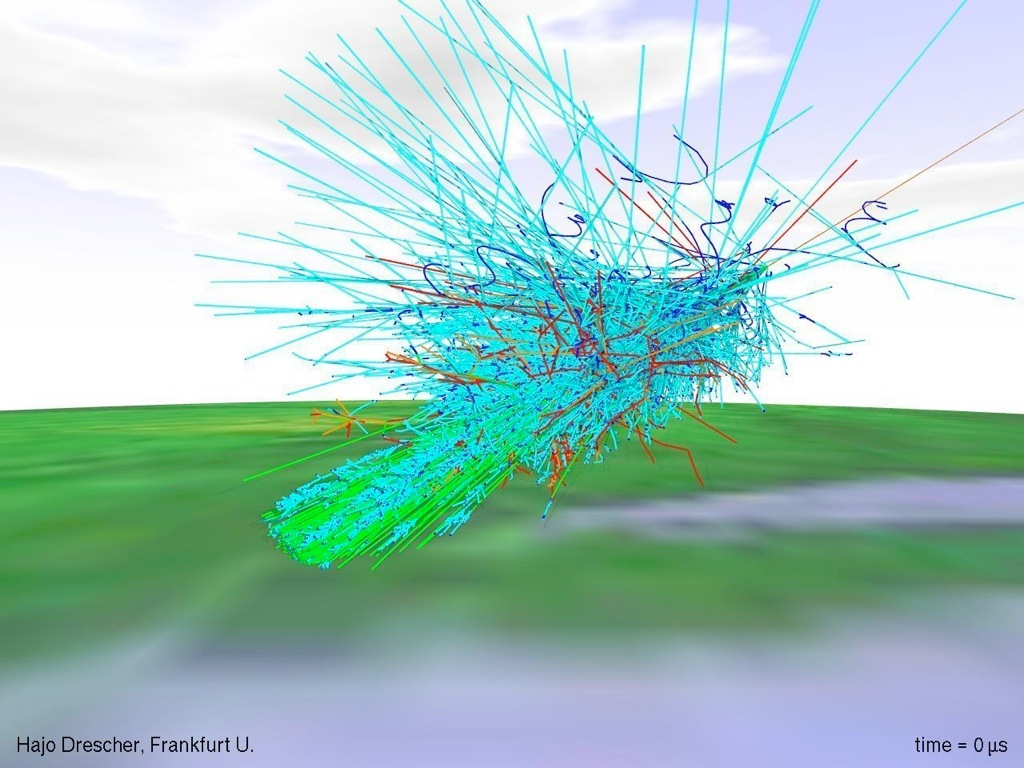 Hajo Drescher, Frankfurt U.
time = 0 µs